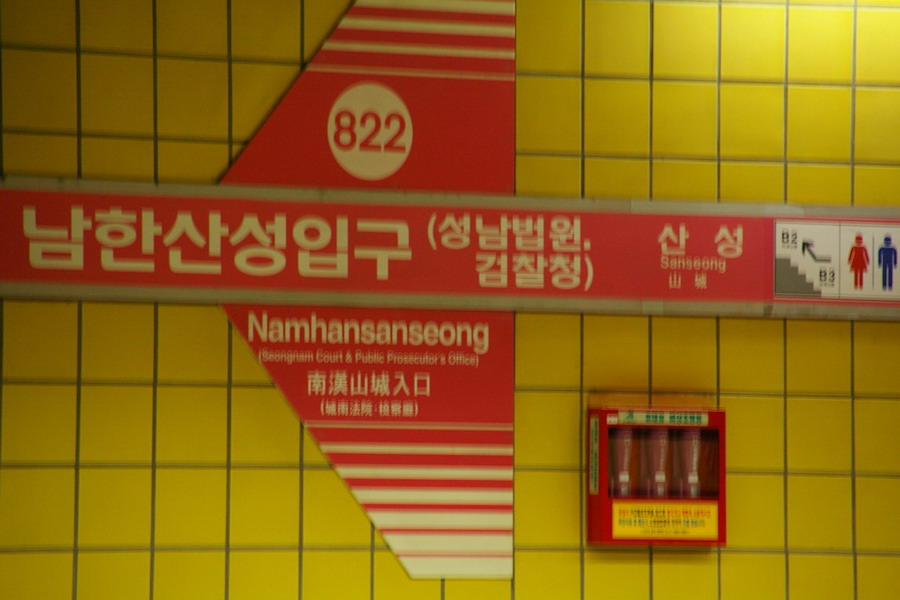 822
남한산성입구 (성남법원.
검찰청)
산 성
Sanseong
山 城
B2
B3
Namhansanseong
(Seongnam Court & Public Prosecutor's Office)
南漢山城入口
(城南法院·檢察廳)